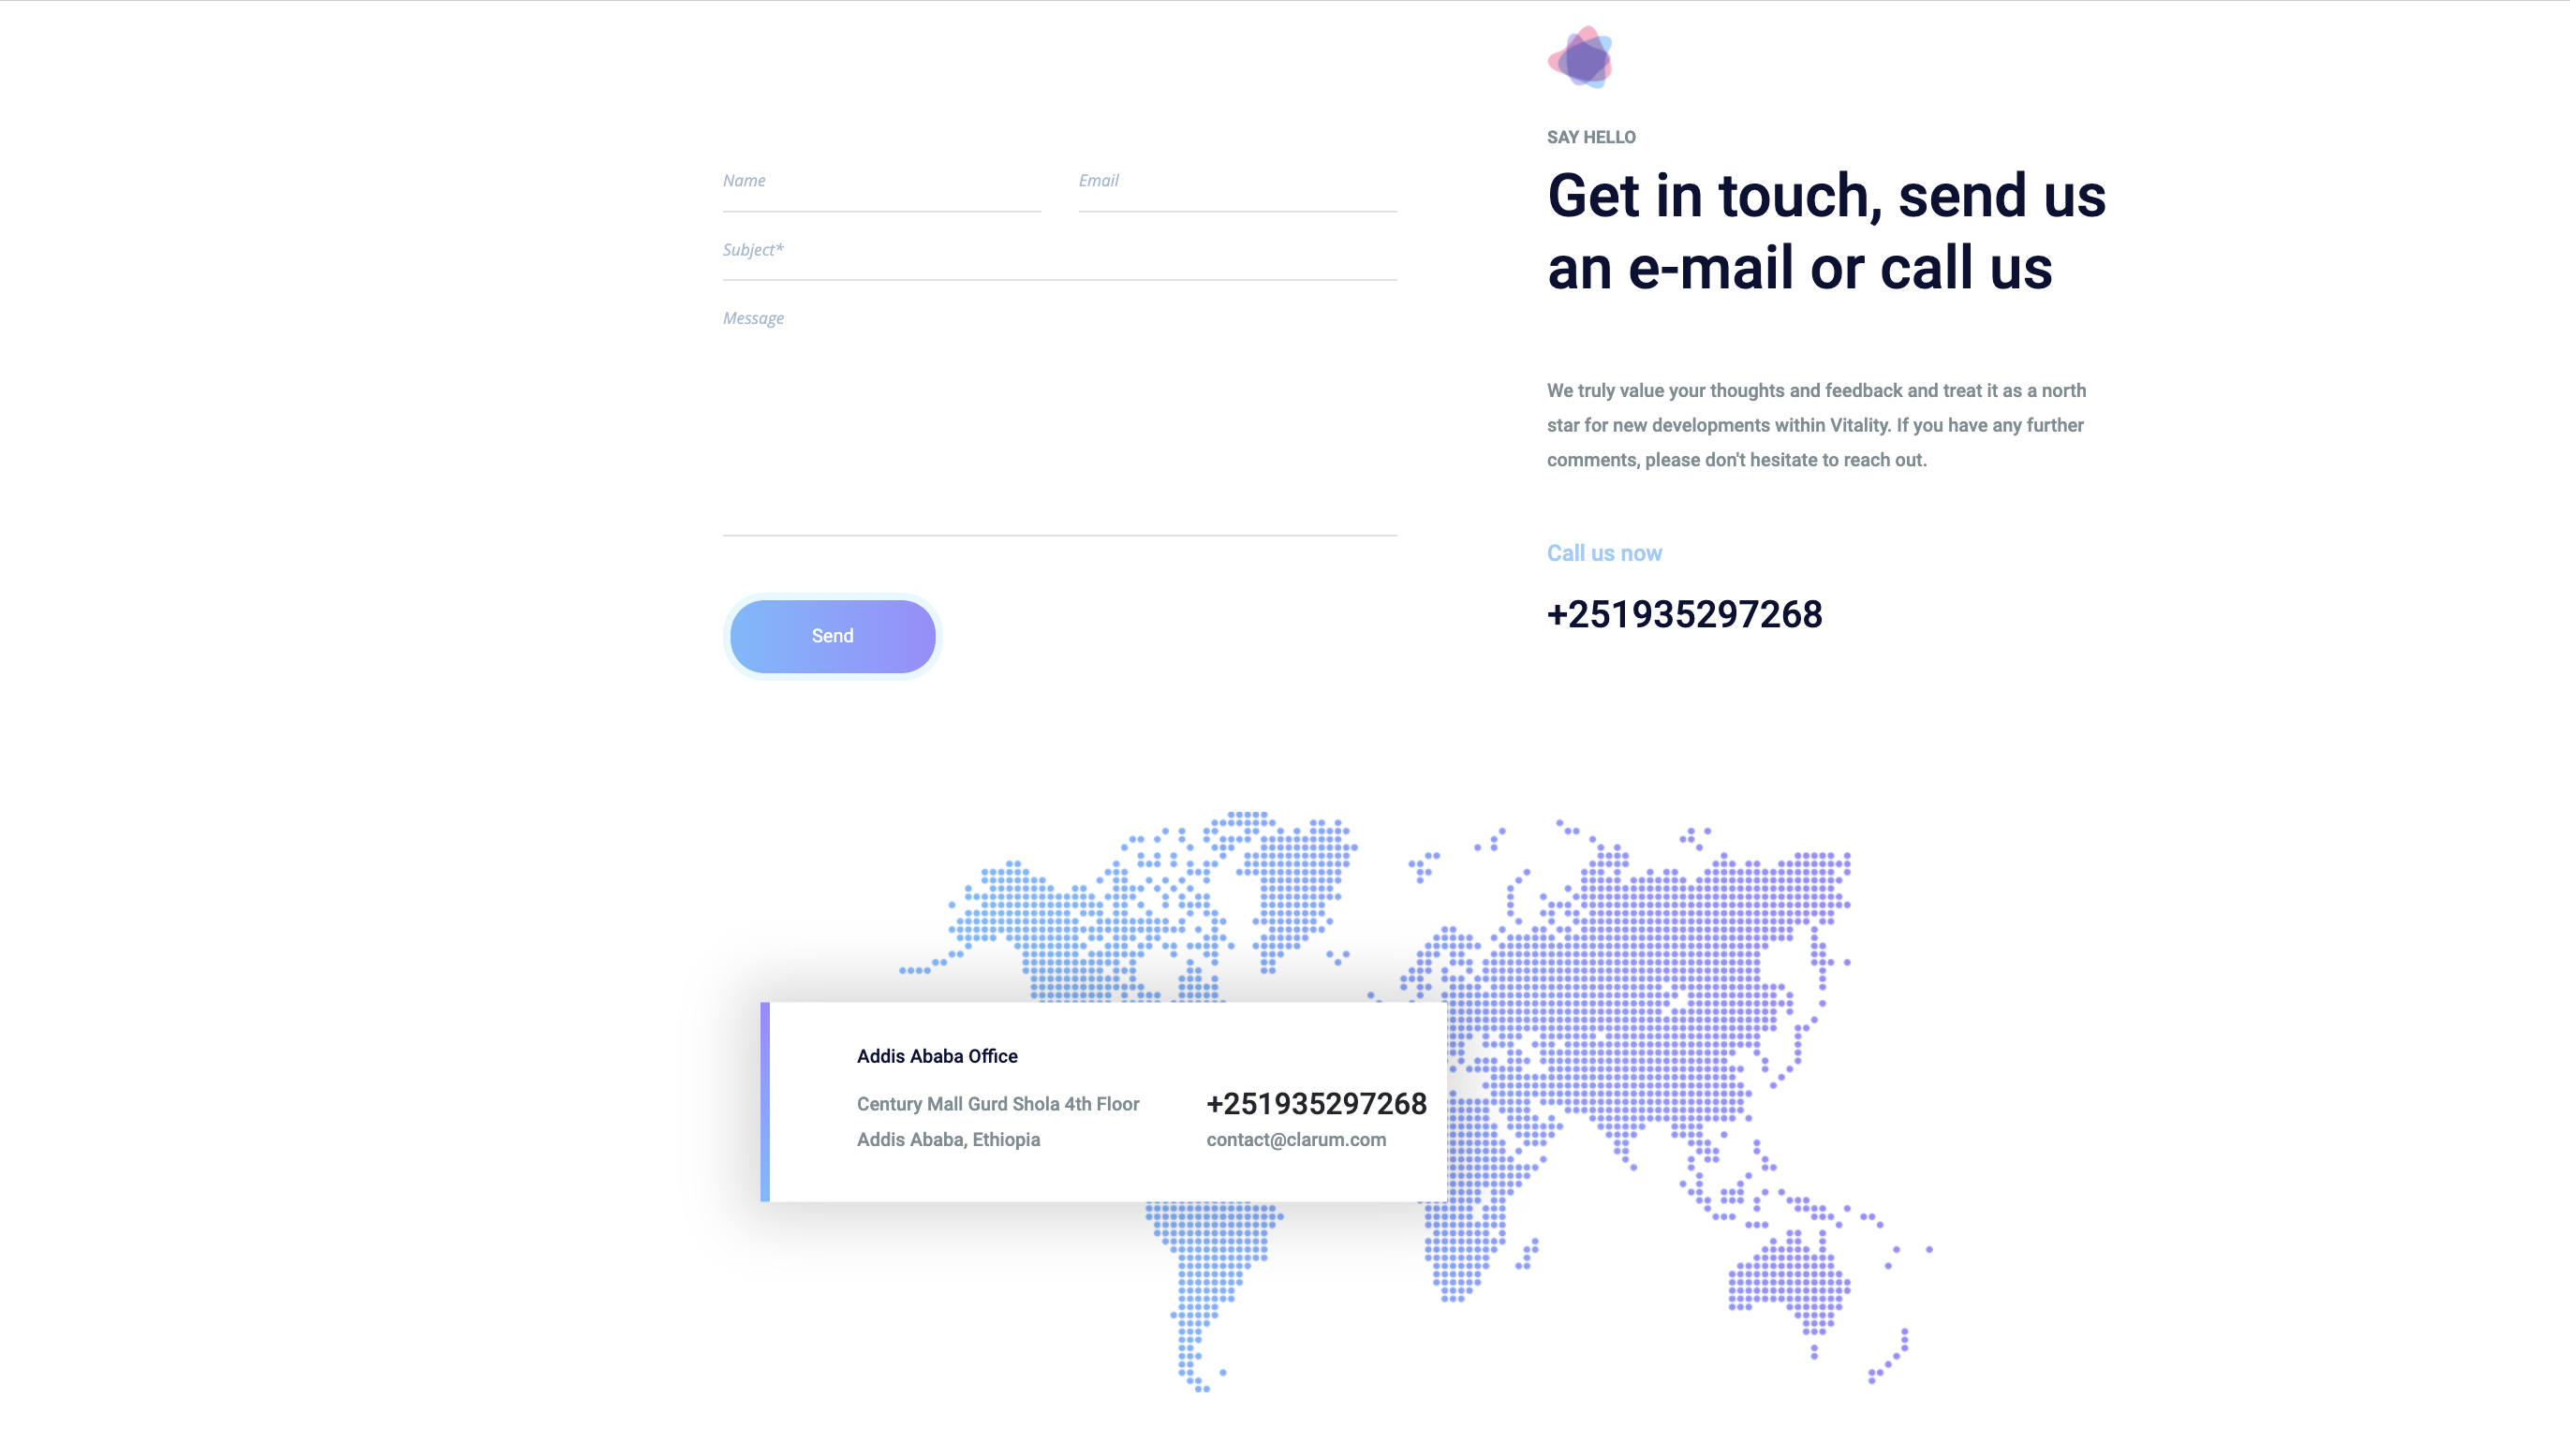 Name
Email
Subject*
Message
Send
SAY HELLO
Get in touch, send us
an e-mail or call us
We truly value your thoughts and feedback and treat it as a north
star for new developments within Vitality. If you have any further
comments, please don't hesitate to reach out.
Call us now
+251935297268
Addis Ababa Office
Century Mall Gurd Shola 4th Floor
Addis Ababa, Ethiopia
+251935297268
contact@clarum.com